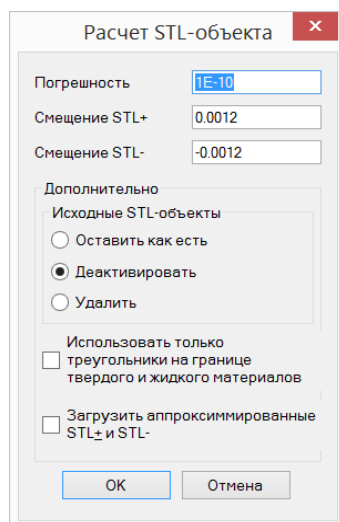 Расчет STL-объекта
Погрешность 1E-10
Смещение STL+ 0.0012
Смещение STL- -0.0012
Дополнительно
Исходные STL-объекты
Оставить как есть
Деактивировать
Удалить
Использовать только
треугольники на границе
твердого и жидкого материалов
Загрузить аппроксиммированные
STL+ и STL-
OK Отмена